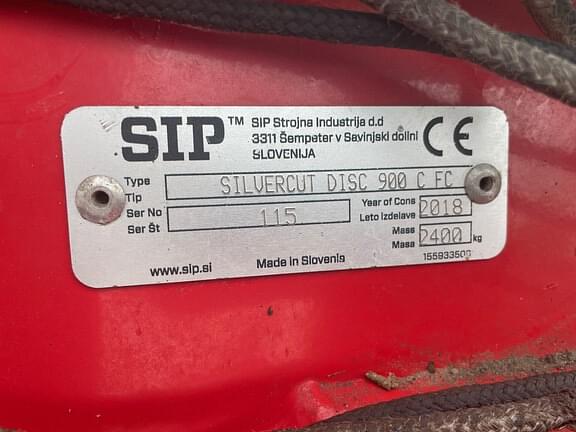 SIP™ SIP Strojna Industrija d.d
3311 Šempeter v Savinjski dolini
SLOVENIJA
CE
Type
Tip
SILVERCUT DISC 900 C FC
Ser No
Ser Št
115
Year of Cons
Leto Izdelave
2018
Mass
Masa
2400 kg
www.sip.si
Made in Slovenia